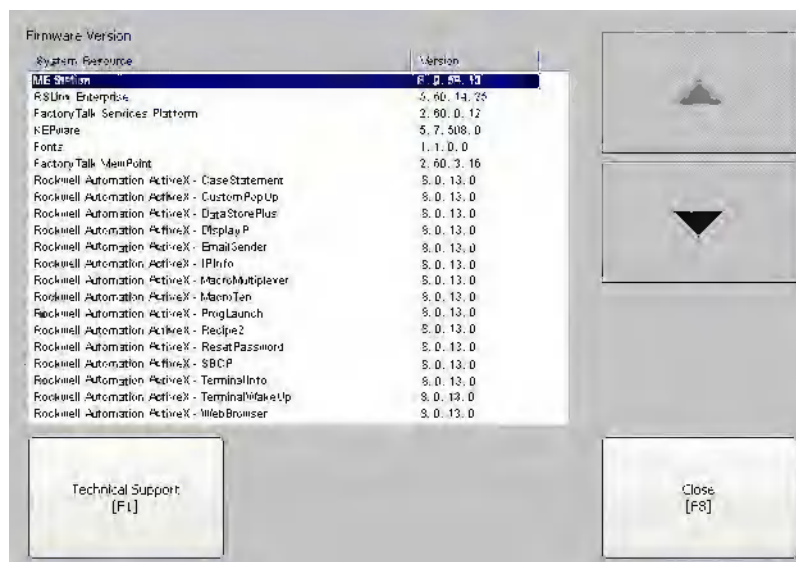 Firmware Version
System Resource Version
ME Station
RSLinx Enterprise 5. 60. 14. 26
FactoryTalk Services Platform 2. 60. 0. 12
KEPware 5. 7. 508. 0
Fonts 1. 1. 0. 0
FactoryTalk ViewPoint 2. 60. 3. 16
Rockwell Automation ActiveX - CaseStatement 8. 0. 13. 0
Rockwell Automation ActiveX - CustomPopUp 8. 0. 13. 0
Rockwell Automation ActiveX - DataStorePlus 8. 0. 13. 0
Rockwell Automation ActiveX - DisplayP 8. 0. 13. 0
Rockwell Automation ActiveX - EmailSender 8. 0. 13. 0
Rockwell Automation ActiveX - IPInfo 8. 0. 13. 0
Rockwell Automation ActiveX - MacroMultiplexer 8. 0. 13. 0
Rockwell Automation ActiveX - MacroTen 8. 0. 13. 0
Rockwell Automation ActiveX - ProgLaunch 8. 0. 13. 0
Rockwell Automation ActiveX - Recipe2 8. 0. 13. 0
Rockwell Automation ActiveX - ResetPassword 8. 0. 13. 0
Rockwell Automation ActiveX - SBCP 8. 0. 13. 0
Rockwell Automation ActiveX - TerminalInfo 8. 0. 13. 0
Rockwell Automation ActiveX - TerminalWakeUp 8. 0. 13. 0
Rockwell Automation ActiveX - WebBrowser 8. 0. 13. 0
Technical Support
[F1]
Close
[F8]